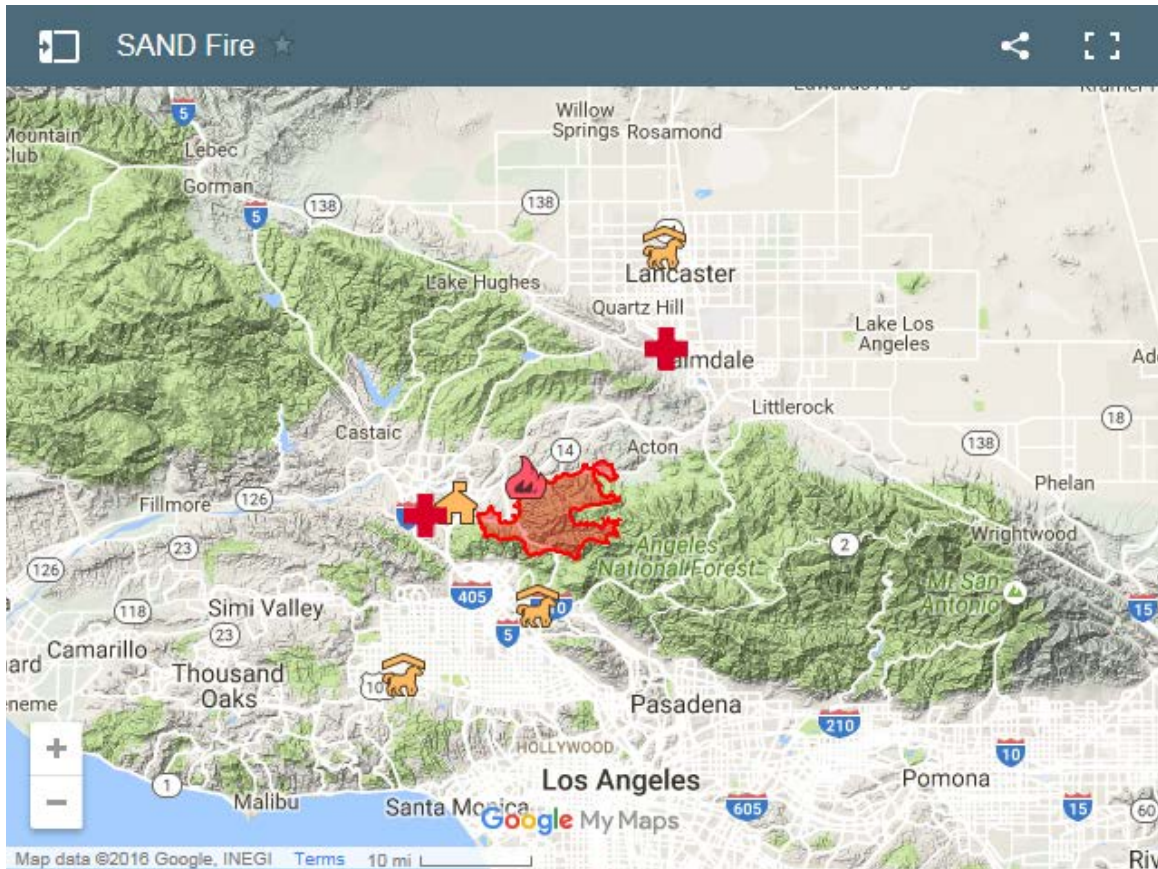 SAND Fire
Willow
Springs
Rosamond
5
Mountain
Club
Lebec
Gorman
5
138
138
Lancaster
Lake Hughes
Quartz Hill
Lake Los
Angeles
Palmdale
Littlerock
Castaic
14
Acton
138
18
Phelan
Fillmore
126
Wrightwood
23
2
Angeles
National Forest
126
Mt San
Antonio
405
15
118
Simi Valley
23
5
Camarillo
Thousand
Oaks
10
Pasadena
210
HOLLYWOOD
10
Los Angeles
Pomona
1
Malibu
Santa Monica
605
15
60
Google My Maps
Riv
Map data ©2016 Google, INEGI Terms 10 mi